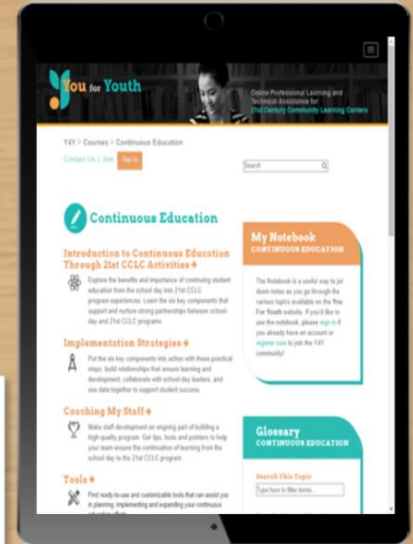 You for Youth
Online Professional Learning and
Technical Assistance for
21st Century Community Learning Centers
Y4Y > Courses > Continuous Education
Contact Us | Join Sign In
Search
Continuous Education
Introduction to Continuous Education
Through 21st CCLC Activities
Explore the benefits and importance of continuing student
education from the school day into 21st CCLC
program experiences. Learn the six key components that
support and nurture strong partnerships between school-
day and 21st CCLC programs.
Implementation Strategies
Put the six key components into action with these practical
steps: build relationships that ensure learning and
development, collaborate with school-day leaders, and
use data together to support student success.
Coaching My Staff
Make staff development an ongoing part of building a
high-quality program. Get tips, tools and pointers to help
your team ensure the continuation of learning from the
school day to the 21st CCLC program.
Tools
Find ready-to-use and customizable tools that can assist you
in planning, implementing and expanding your continuous
education efforts.
My Notebook
CONTINUOUS EDUCATION
The Notebook is a useful way to jot
down notes as you go through the
various topics available on the You
For Youth website. If you'd like to
use the notebook, please sign in if
you already have an account or
register now to join the Y4Y
community!
Glossary
CONTINUOUS EDUCATION
Search This Topic
Type here to filter terms...